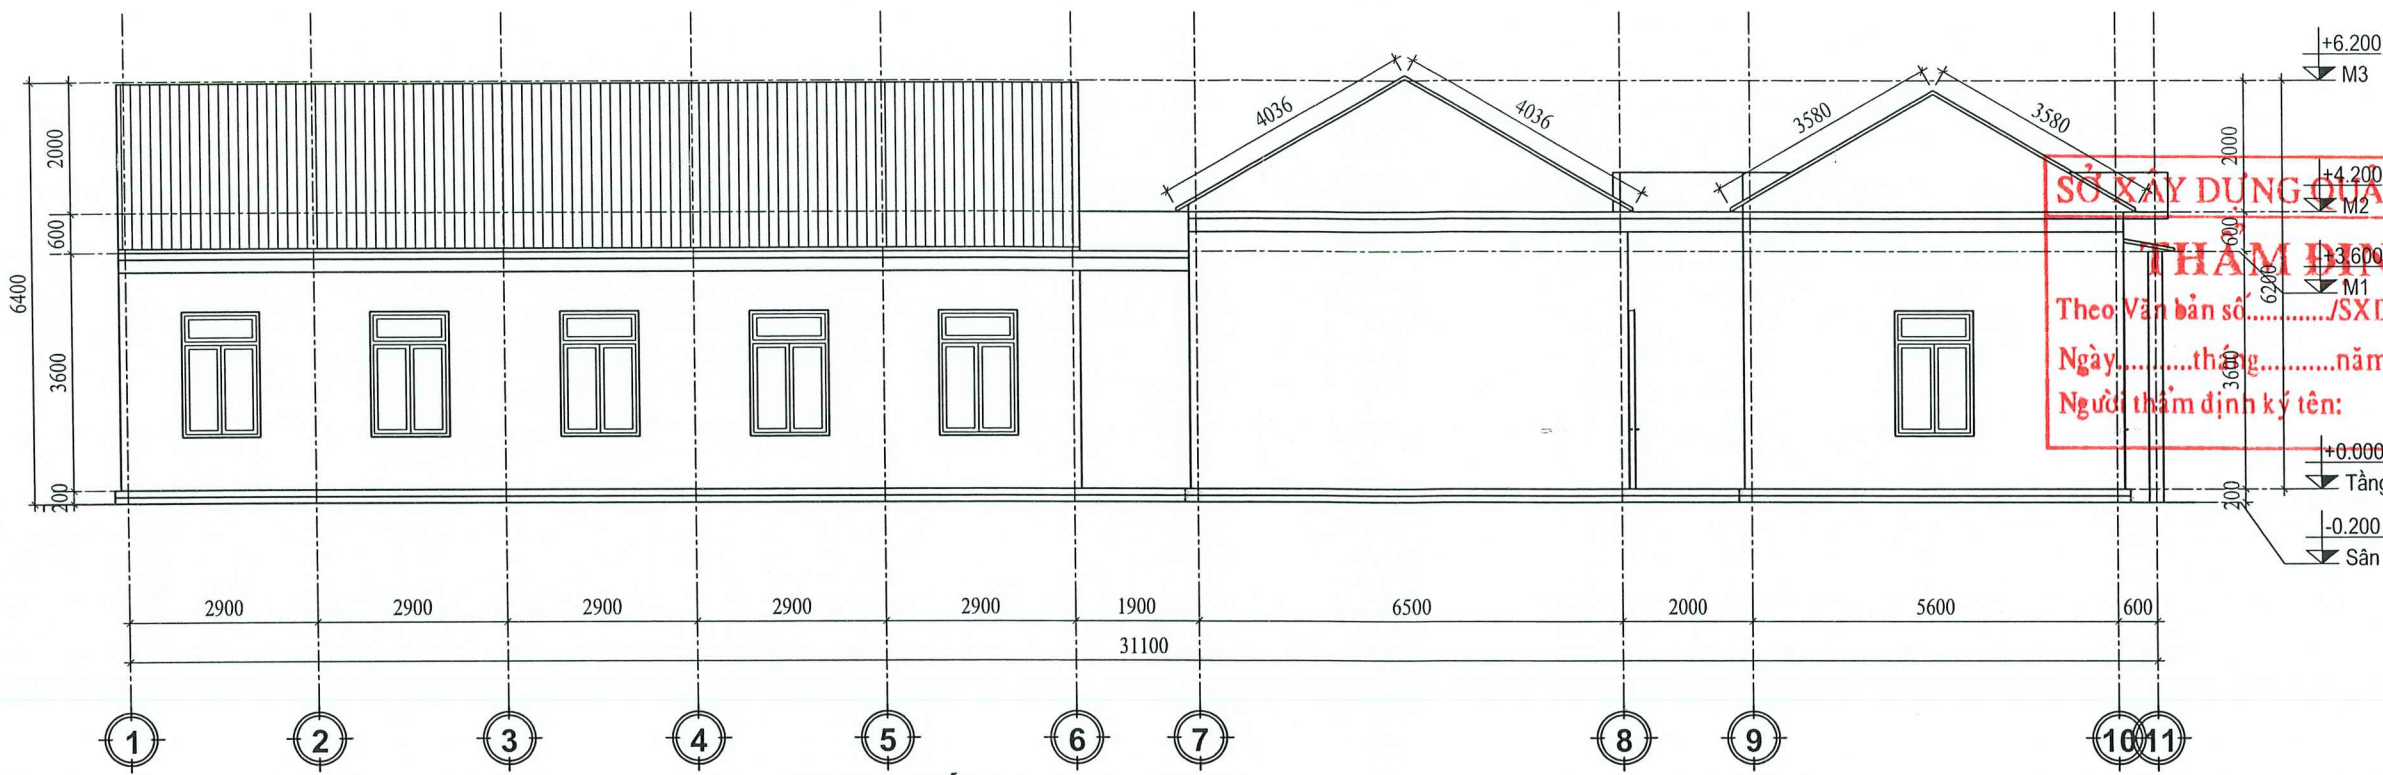 +6.200
M3
4036
4036
3580
3580
2000
600
6400
3600
200
2000
+4.200
M2
600
+3.600
M1
6200
3600
+0.000
200
-0.200
Sân
SỞ XÂY DỰNG
THẨM
Theo Văn bản số............/SXD
Ngày..........tháng..........năm
Người thẩm định ký tên:
2900 2900 2900 2900 2900 1900 6500 2000 5600 600
31100
1 2 3 4 5 6 7 8 9 10 11